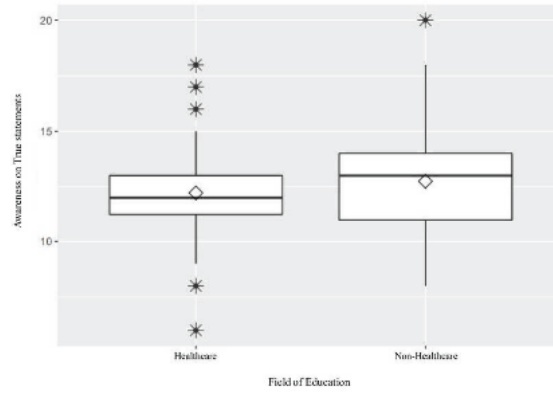 20
15
10
Awareness on True statements
Healthcare
Non-Healthcare
Field of Education